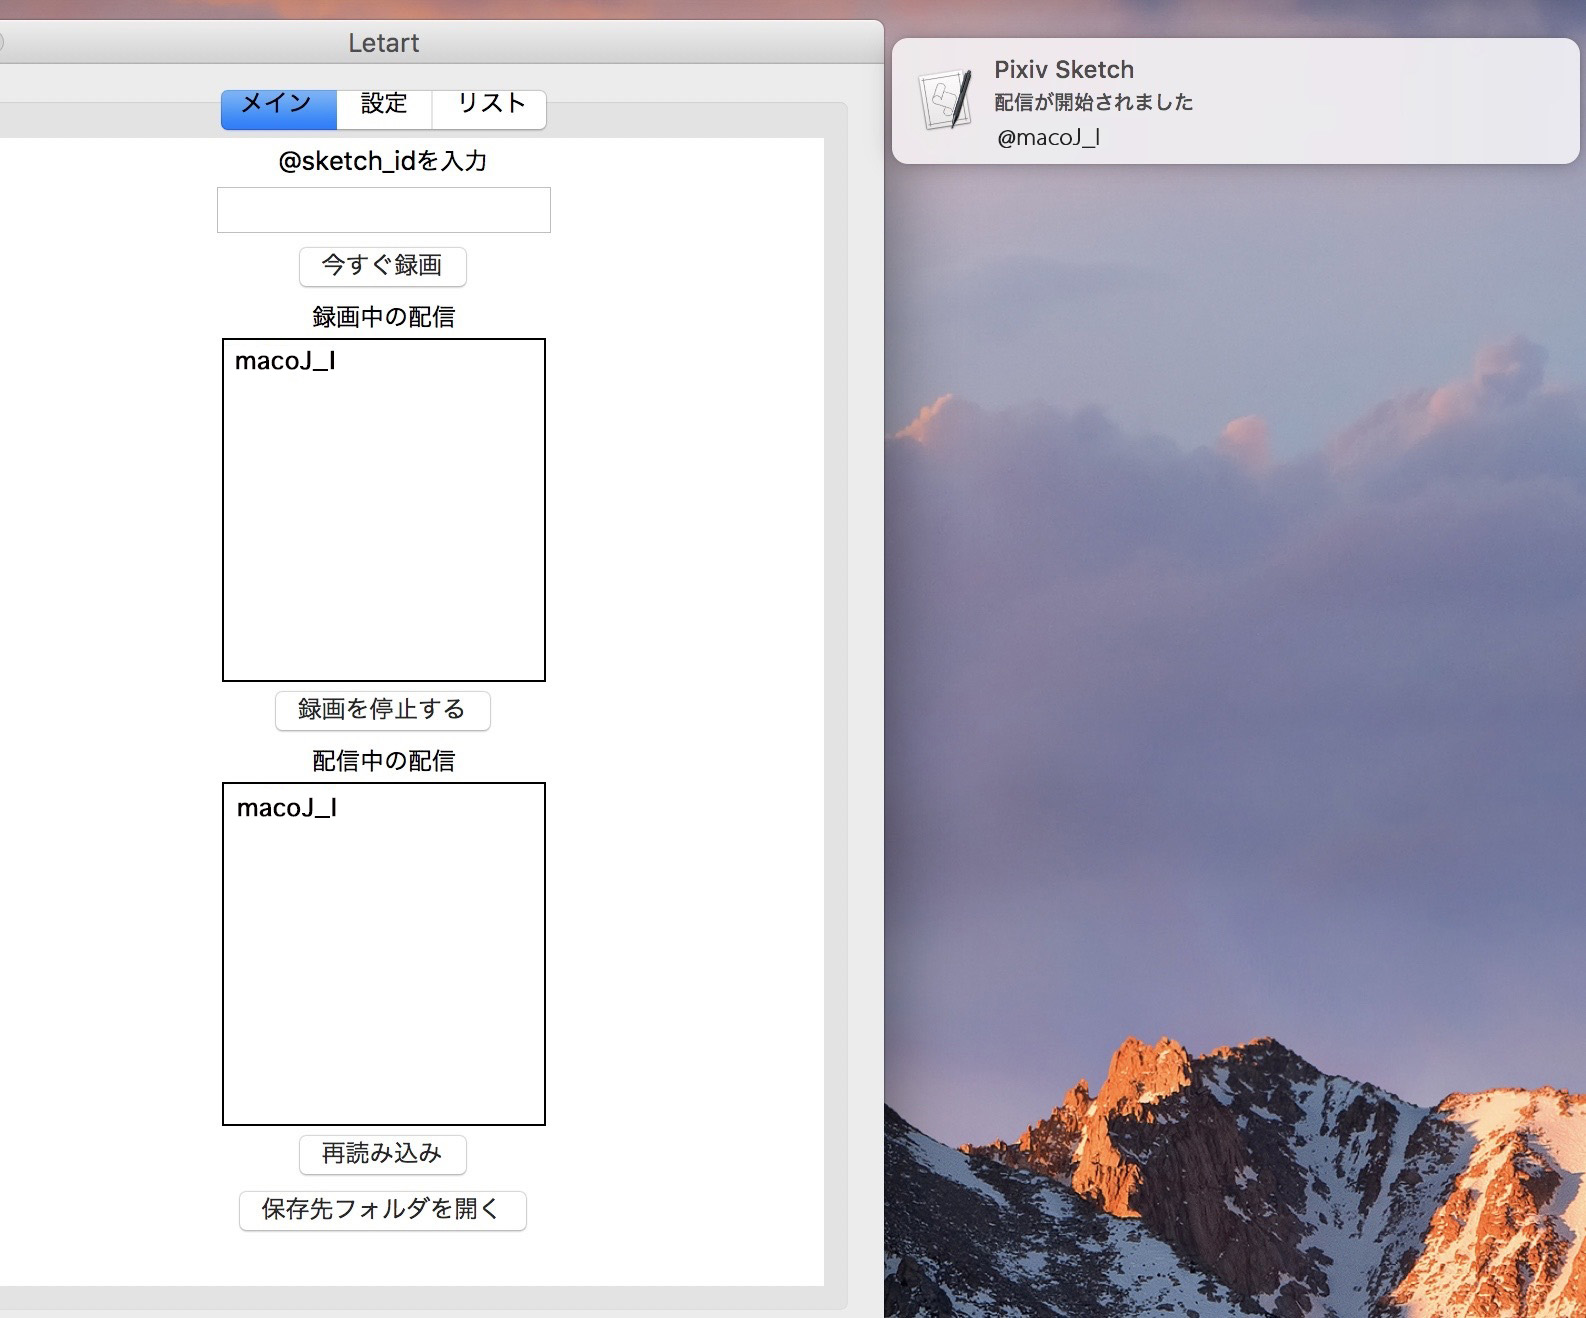 Letart
メイン 設定 リスト
@sketch_idを入力
今すぐ録画
録画中の配信
macoJ_l
録画を停止する
配信中の配信
macoJ_l
再読み込み
保存先フォルダを開く
Pixiv Sketch
配信が開始されました
@macoJ_l